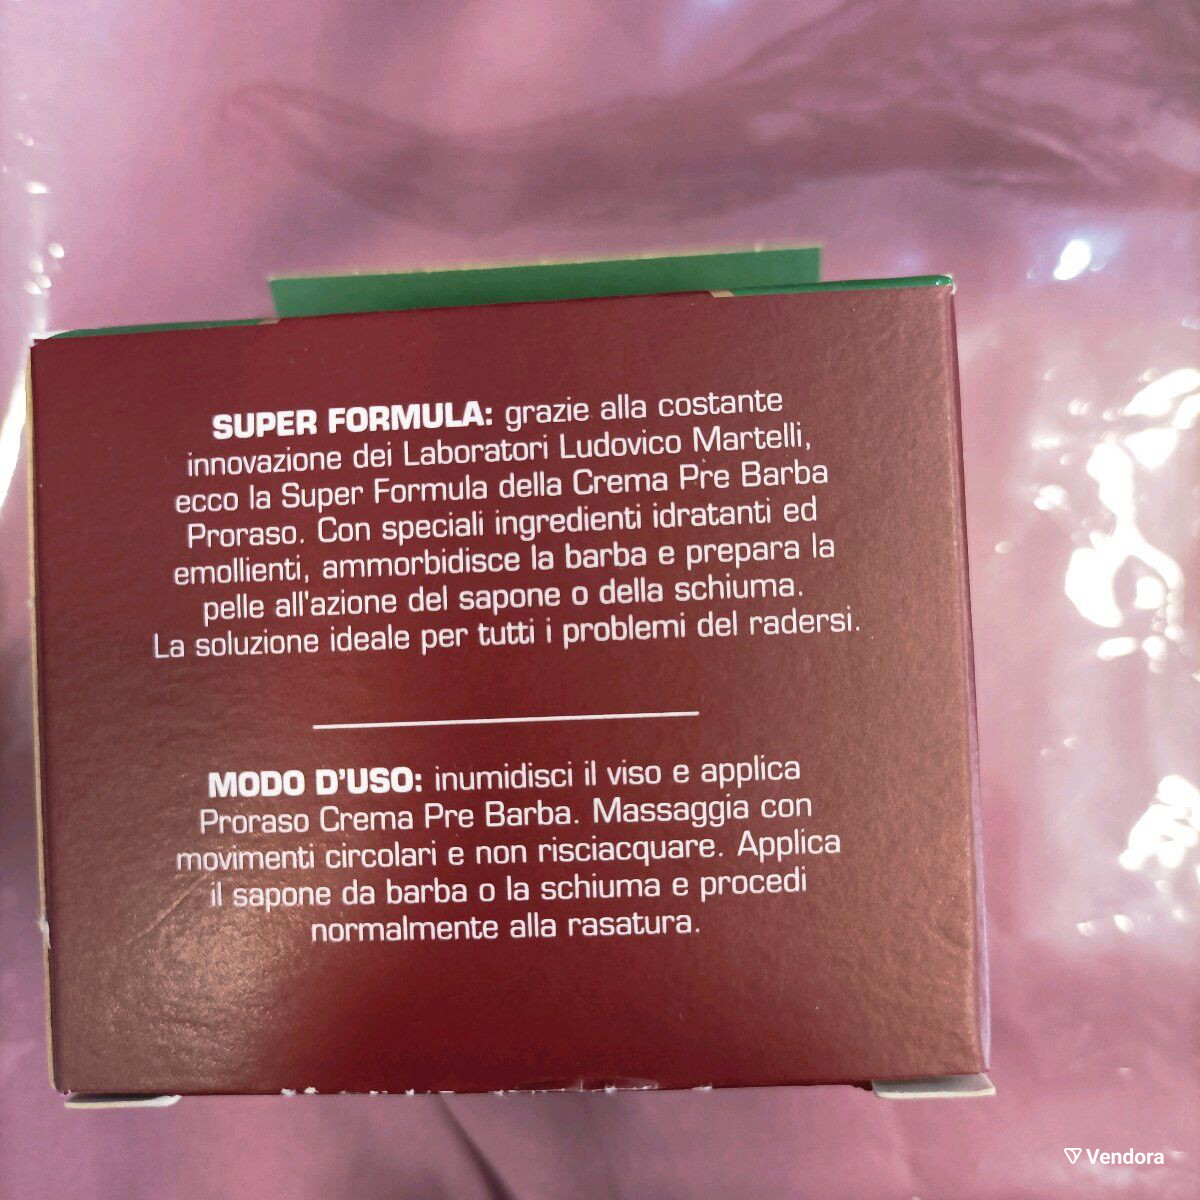 SUPER FORMULA: grazie alla costante
innovazione dei Laboratori Ludovico Martelli,
ecco la Super Formula della Crema Pre Barba
Proraso. Con speciali ingredienti idratanti ed
emollienti, ammorbidisce la barba e prepara la
pelle all'azione del sapone o della schiuma.
La soluzione ideale per tutti i problemi del radersi.
MODO D'USO: inumidisci il viso e applica
Proraso Crema Pre Barba. Massaggia con
movimenti circolari e non risciacquare. Applica
il sapone da barba o la schiuma e procedi
normalmente alla rasatura.
Vendora